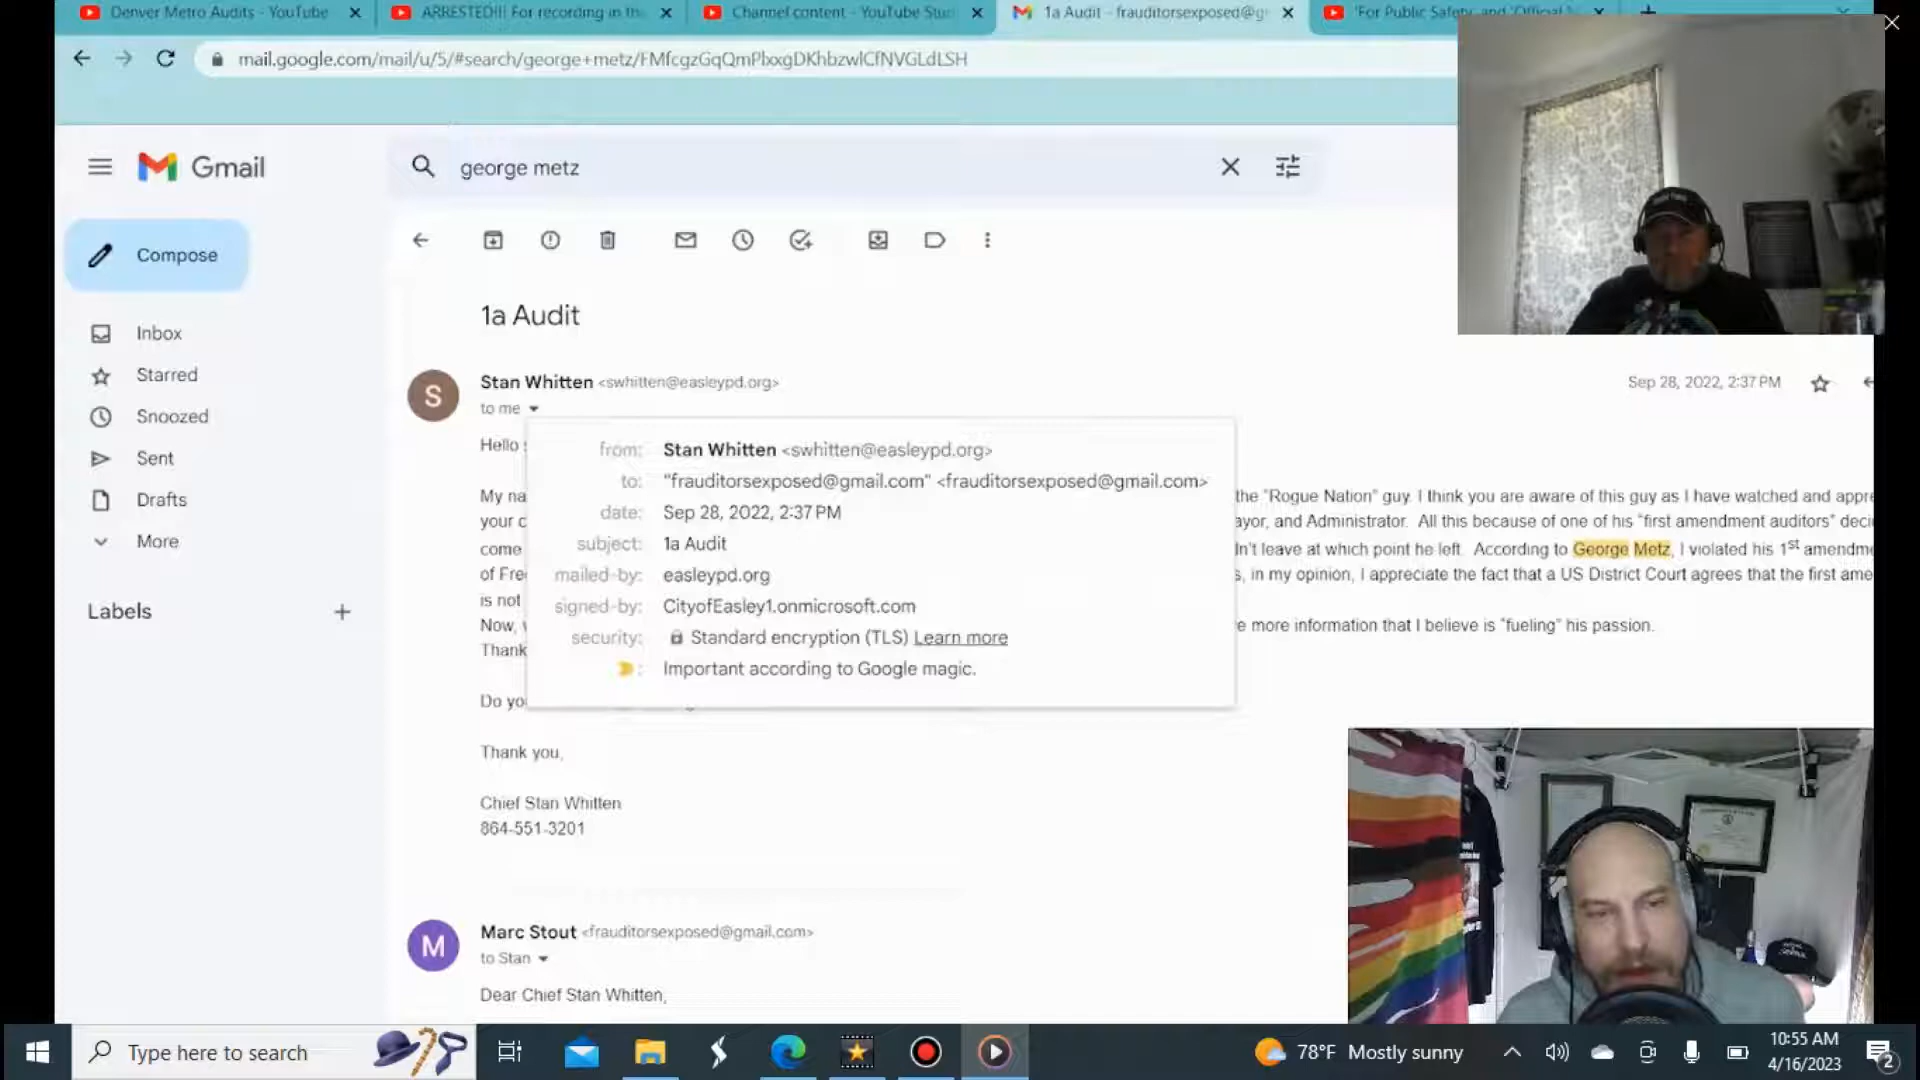 Denver Metro Audits - YouTube
ARRESTED!!! For recording in th
Channel content - YouTube Stu
1a Audit - frauditorsexposed@g
'For Public Safety, and 'Official
mail.google.com/mail/u/5/#search/george+metz/FMfcgzGqQmPlxxgDKhbzwlCfNVGLdLSH
Gmail
george metz
Compose
Inbox
Starred
Snoozed
Sent
Drafts
More
Labels
1a Audit
Stan Whitten <swhitten@easleypd.org>
Sep 28, 2022, 2:37 PM
to me
Hello
from: Stan Whitten <swhitten@easleypd.org>
to: "frauditorsexposed@gmail.com" <frauditorsexposed@gmail.com>
date: Sep 28, 2022, 2:37 PM
subject: 1a Audit
mailed-by: easleypd.org
signed-by: CityofEasley1.onmicrosoft.com
security: Standard encryption (TLS) Learn more
: Important according to Google magic.
My na the "Rogue Nation" guy. I think you are aware of this guy as I have watched and appre
your c ayor, and Administrator. All this because of one of his "first amendment auditors" deci
come n't leave at which point he left. According to George Metz, I violated his 1st amendme
of Fre s, in my opinion, I appreciate the fact that a US District Court agrees that the first ame
is not
Now, e more information that I believe is "fueling" his passion.
Thank
Do yo
Thank you,
Chief Stan Whitten
864-551-3201
Marc Stout <frauditorsexposed@gmail.com>
to Stan
Dear Chief Stan Whitten,
Type here to search
78°F Mostly sunny
10:55 AM
4/16/2023
2
S
M